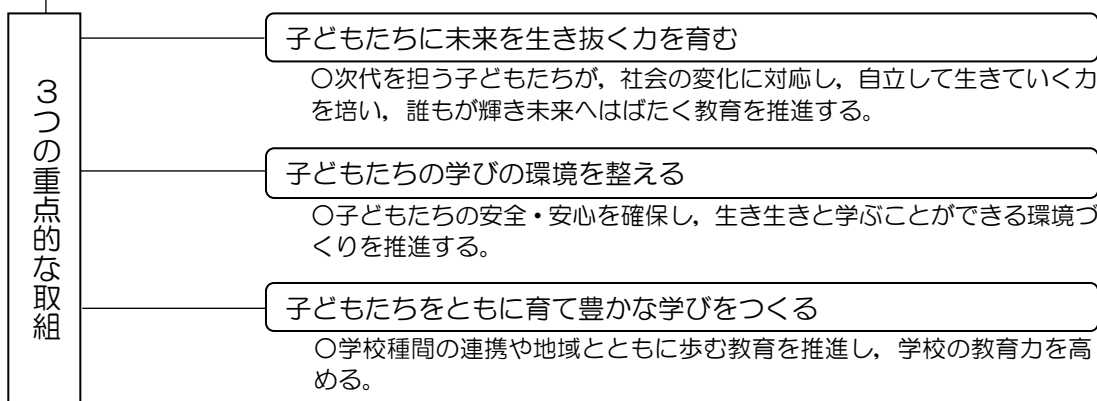 3つの重点的な取組
子どもたちに未来を生き抜く力を育む
○次代を担う子どもたちが，社会の変化に対応し，自立して生きていく力
を培い，誰もが輝き未来へはばたく教育を推進する。
子どもたちの学びの環境を整える
○子どもたちの安全・安心を確保し，生き生きと学ぶことができる環境づ
くりを推進する。
子どもたちをともに育て豊かな学びをつくる
○学校種間の連携や地域とともに歩む教育を推進し，学校の教育力を高
める。